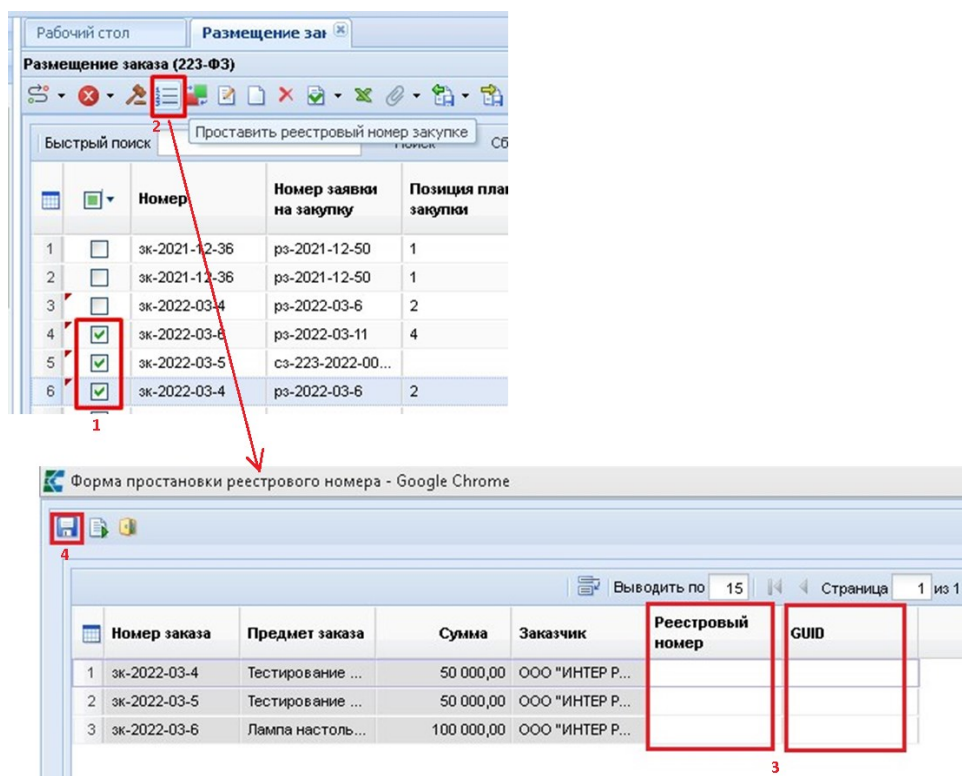 Рабочий стол
Размещение зак
Размещение заказа (223-ФЗ)
2
Проставить реестровый номер закупке
Быстрый поиск
Поиск
Сб
Номер
Номер заявки на закупку
Позиция план закупки
1 зк-2021-12-36 рз-2021-12-50 1
2 зк-2021-12-36 рз-2021-12-50 1
3 зк-2022-03-4 рз-2022-03-6 2
4 зк-2022-03-6 рз-2022-03-11 4
5 зк-2022-03-5 сз-223-2022-00...
6 зк-2022-03-4 рз-2022-03-6 2
1
Форма простановки реестрового номера - Google Chrome
4
Выводить по 15 Страница 1 из 1
Номер заказа Предмет заказа Сумма Заказчик Реестровый номер GUID
1 зк-2022-03-4 Тестирование ... 50 000,00 ООО "ИНТЕР Р...
2 зк-2022-03-5 Тестирование ... 50 000,00 ООО "ИНТЕР Р...
3 зк-2022-03-6 Лампа настоль... 100 000,00 ООО "ИНТЕР Р...
3